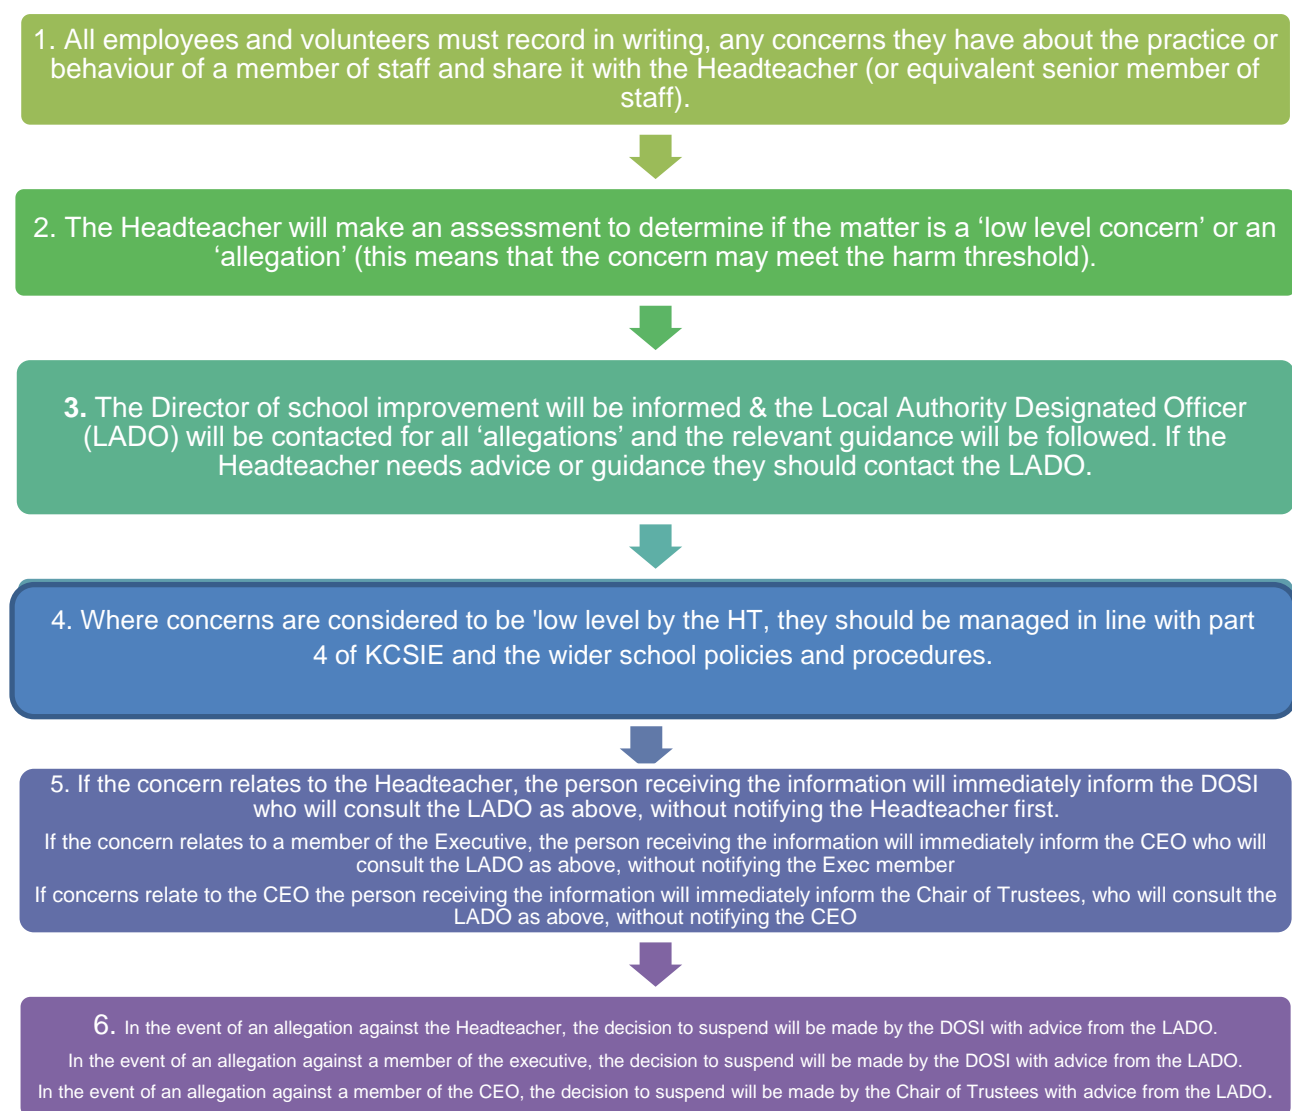 1. All employees and volunteers must record in writing, any concerns they have about the practice or
behaviour of a member of staff and share it with the Headteacher (or equivalent senior member of
staff).
2. The Headteacher will make an assessment to determine if the matter is a ‘low level concern’ or an
‘allegation’ (this means that the concern may meet the harm threshold).
3. The Director of school improvement will be informed & the Local Authority Designated Officer
(LADO) will be contacted for all ‘allegations’ and the relevant guidance will be followed. If the
Headteacher needs advice or guidance they should contact the LADO.
4. Where concerns are considered to be 'low level by the HT, they should be managed in line with part
4 of KCSIE and the wider school policies and procedures.
5. If the concern relates to the Headteacher, the person receiving the information will immediately inform the DOSI
who will consult the LADO as above, without notifying the Headteacher first.
If the concern relates to a member of the Executive, the person receiving the information will immediately inform the CEO who will
consult the LADO as above, without notifying the Exec member
If concerns relate to the CEO the person receiving the information will immediately inform the Chair of Trustees, who will consult the
LADO as above, without notifying the CEO
6. In the event of an allegation against the Headteacher, the decision to suspend will be made by the DOSI with advice from the LADO.
In the event of an allegation against a member of the executive, the decision to suspend will be made by the DOSI with advice from the LADO.
In the event of an allegation against a member of the CEO, the decision to suspend will be made by the Chair of Trustees with advice from the LADO.